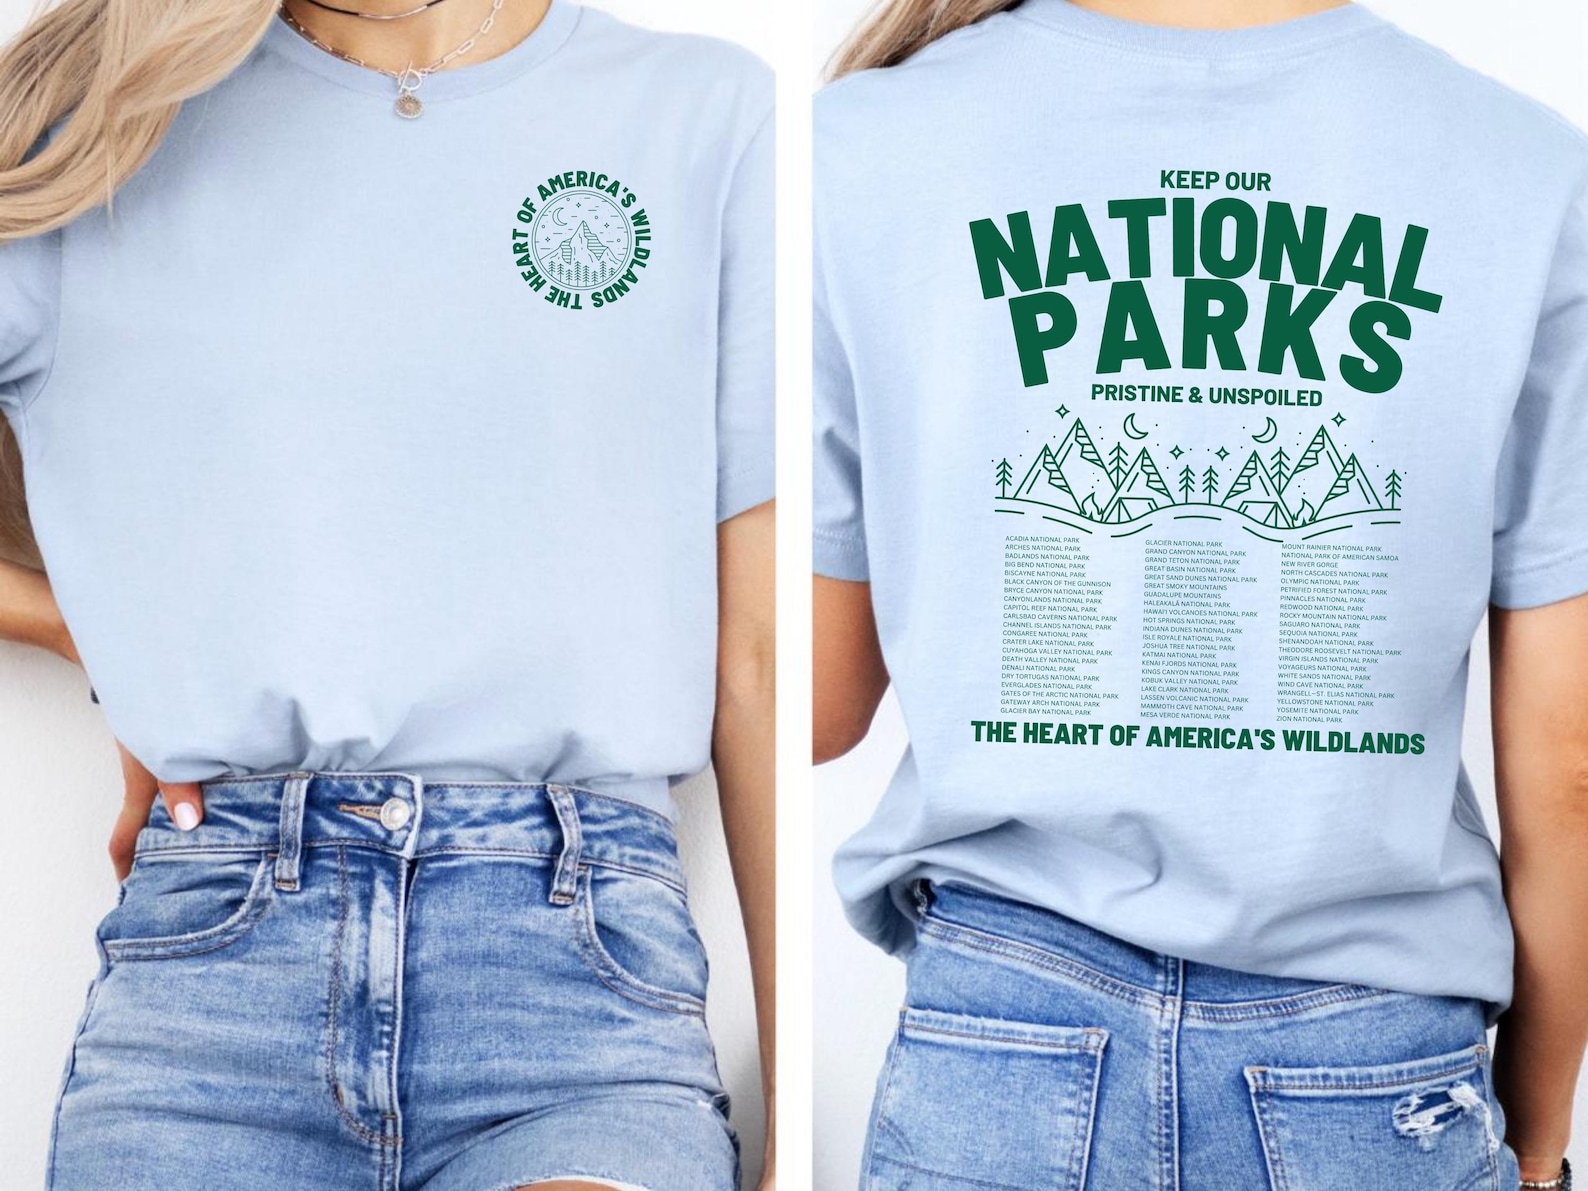 THE HEART OF AMERICA'S WILDLANDS
KEEP OUR
NATIONAL
PARKS
PRISTINE & UNSPOILED
ACADIA NATIONAL PARK
ARCHES NATIONAL PARK
BADLANDS NATIONAL PARK
BIG BEND NATIONAL PARK
BISCAYNE NATIONAL PARK
BLACK CANYON OF THE GUNNISON
BRYCE CANYON NATIONAL PARK
CANYONLANDS NATIONAL PARK
CAPITOL REEF NATIONAL PARK
CARLSBAD CAVERNS NATIONAL PARK
CHANNEL ISLANDS NATIONAL PARK
CONGAREE NATIONAL PARK
CRATER LAKE NATIONAL PARK
CUYAHOGA VALLEY NATIONAL PARK
DEATH VALLEY NATIONAL PARK
DENALI NATIONAL PARK
DRY TORTUGAS NATIONAL PARK
EVERGLADES NATIONAL PARK
GATES OF THE ARCTIC NATIONAL PARK
GATEWAY ARCH NATIONAL PARK
GLACIER BAY NATIONAL PARK
GLACIER NATIONAL PARK
GRAND CANYON NATIONAL PARK
GRAND TETON NATIONAL PARK
GREAT BASIN NATIONAL PARK
GREAT SAND DUNES NATIONAL PARK
GREAT SMOKY MOUNTAINS
GUADALUPE MOUNTAINS
HALEAKALĀ NATIONAL PARK
HAWAI'I VOLCANOES NATIONAL PARK
HOT SPRINGS NATIONAL PARK
INDIANA DUNES NATIONAL PARK
ISLE ROYALE NATIONAL PARK
JOSHUA TREE NATIONAL PARK
KATMAI NATIONAL PARK
KENAI FJORDS NATIONAL PARK
KINGS CANYON NATIONAL PARK
KOBUK VALLEY NATIONAL PARK
LAKE CLARK NATIONAL PARK
LASSEN VOLCANIC NATIONAL PARK
MAMMOTH CAVE NATIONAL PARK
MESA VERDE NATIONAL PARK
MOUNT RAINIER NATIONAL PARK
NATIONAL PARK OF AMERICAN SAMOA
NEW RIVER GORGE
NORTH CASCADES NATIONAL PARK
OLYMPIC NATIONAL PARK
PETRIFIED FOREST NATIONAL PARK
PINNACLES NATIONAL PARK
REDWOOD NATIONAL PARK
ROCKY MOUNTAIN NATIONAL PARK
SAGUARO NATIONAL PARK
SEQUOIA NATIONAL PARK
SHENANDOAH NATIONAL PARK
THEODORE ROOSEVELT NATIONAL PARK
VIRGIN ISLANDS NATIONAL PARK
VOYAGEURS NATIONAL PARK
WHITE SANDS NATIONAL PARK
WIND CAVE NATIONAL PARK
WRANGELL–ST. ELIAS NATIONAL PARK
YELLOWSTONE NATIONAL PARK
YOSEMITE NATIONAL PARK
ZION NATIONAL PARK
THE HEART OF AMERICA'S WILDLANDS